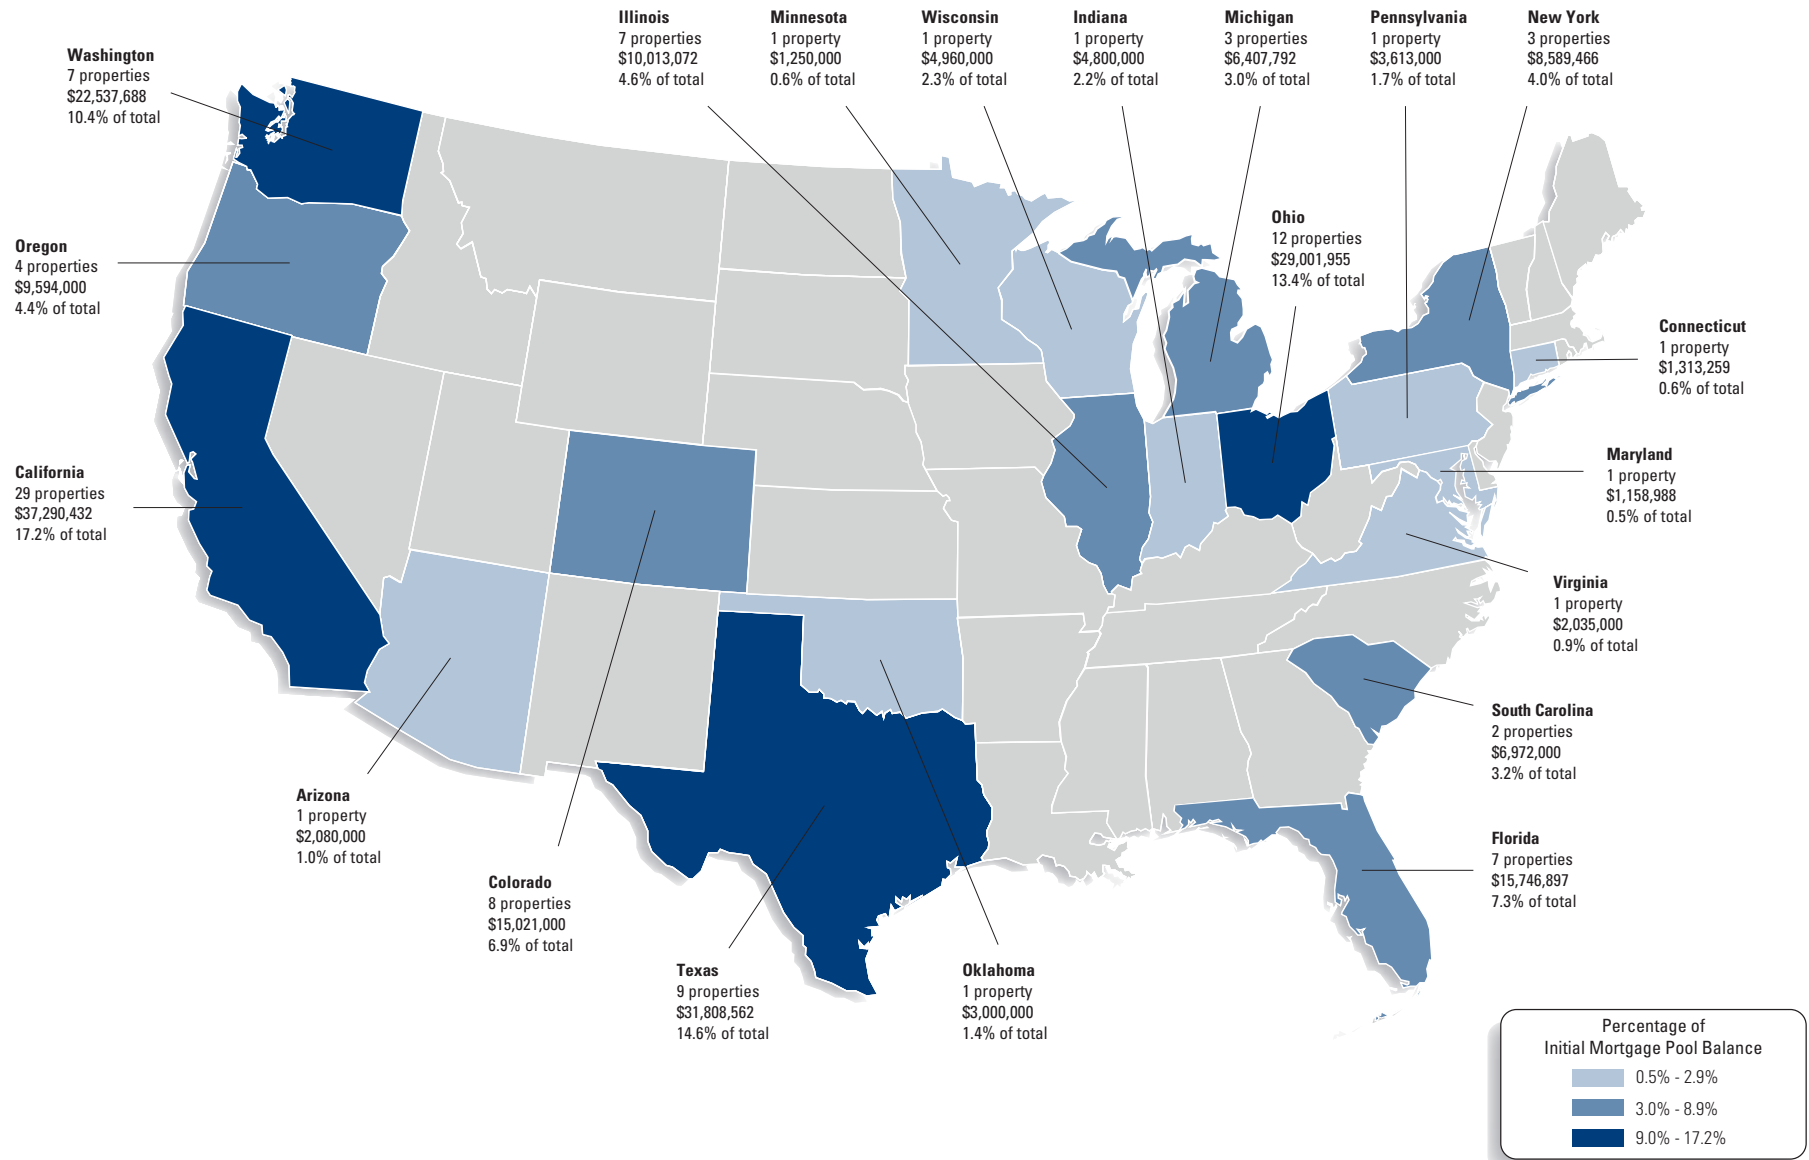 Illinois
7 properties
$10,013,072
4.6% of total
Minnesota
1 property
$1,250,000
0.6% of total
Wisconsin
1 property
$4,960,000
2.3% of total
Indiana
1 property
$4,800,000
2.2% of total
Michigan
3 properties
$6,407,792
3.0% of total
Pennsylvania
1 property
$3,613,000
1.7% of total
New York
3 properties
$8,589,466
4.0% of total
Washington
7 properties
$22,537,688
10.4% of total
Ohio
12 properties
$29,001,955
13.4% of total
Oregon
4 properties
$9,594,000
4.4% of total
Connecticut
1 property
$1,313,259
0.6% of total
Maryland
1 property
$1,158,988
0.5% of total
California
29 properties
$37,290,432
17.2% of total
Virginia
1 property
$2,035,000
0.9% of total
South Carolina
2 properties
$6,972,000
3.2% of total
Arizona
1 property
$2,080,000
1.0% of total
Florida
7 properties
$15,746,897
7.3% of total
Colorado
8 properties
$15,021,000
6.9% of total
Texas
9 properties
$31,808,562
14.6% of total
Oklahoma
1 property
$3,000,000
1.4% of total
Percentage of
Initial Mortgage Pool Balance
0.5% - 2.9%
3.0% - 8.9%
9.0% - 17.2%